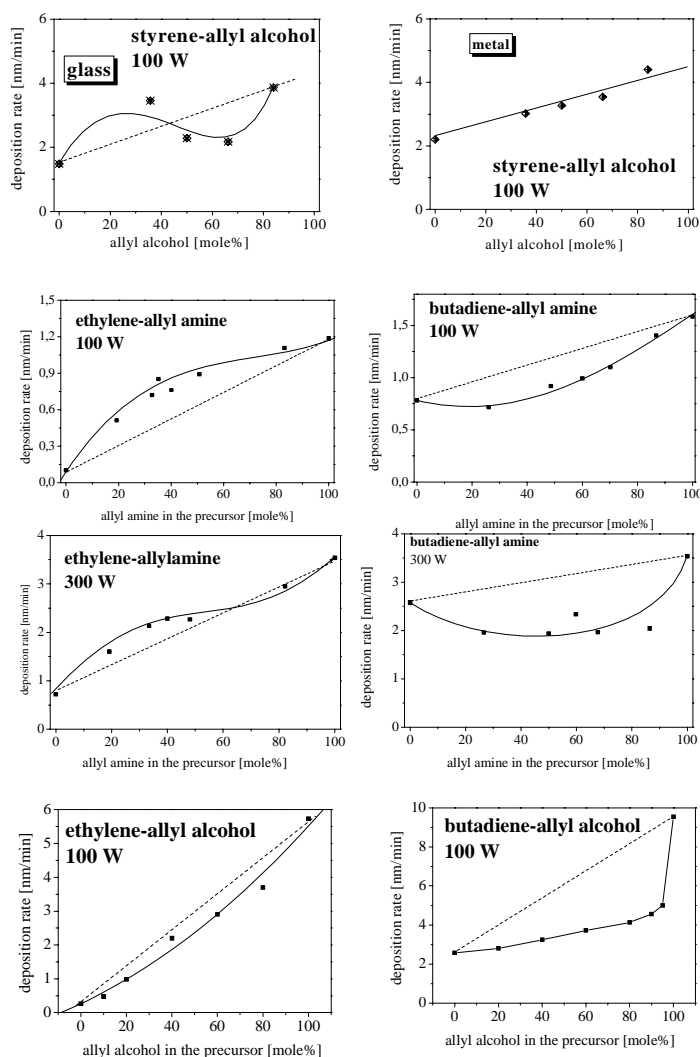 6
4
2
0
deposition rate [nm/min]
glass
styrene-allyl alcohol
100 W
0 20 40 60 80 100
allyl alcohol [mole%]
6
4
2
0
deposition rate [nm/min]
metal
styrene-allyl alcohol
100 W
0 20 40 60 80 100
allyl alcohol [mole%]
1,5
1,2
0,9
0,6
0,3
0,0
depsoition rate [nm/min]
ethylene-allyl amine
100 W
0 20 40 60 80 100
allyl amine in the precursor [mole%]
1,5
1,0
0,5
0,0
deposition rate [nm/min]
butadiene-allyl amine
100 W
0 20 40 60 80 100
allyl amine in the precursor [mole%]
4
3
2
1
0
deposition rate [nm/min]
ethylene-allylamine
300 W
0 20 40 60 80 100
allyl amine in the precursor [mole%]
4
3
2
1
0
deposition rate [nm/min]
butadiene-allyl amine
300 W
0 20 40 60 80 100
allyl amine in the precursor [mole%]
6
5
4
3
2
1
0
deposition rate [nm/min]
ethylene-allyl alcohol
100 W
0 20 40 60 80 100
allyl alcohol in the precursor [mole%]
10
8
6
4
2
0
deposition rate [nm/min]
butadiene-allyl alcohol
100 W
0 20 40 60 80 100
allyl alcohol in the precursor [mole%]